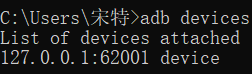 C:\Users\宋特>adb devices
List of devices attached
127.0.0.1:62001 device